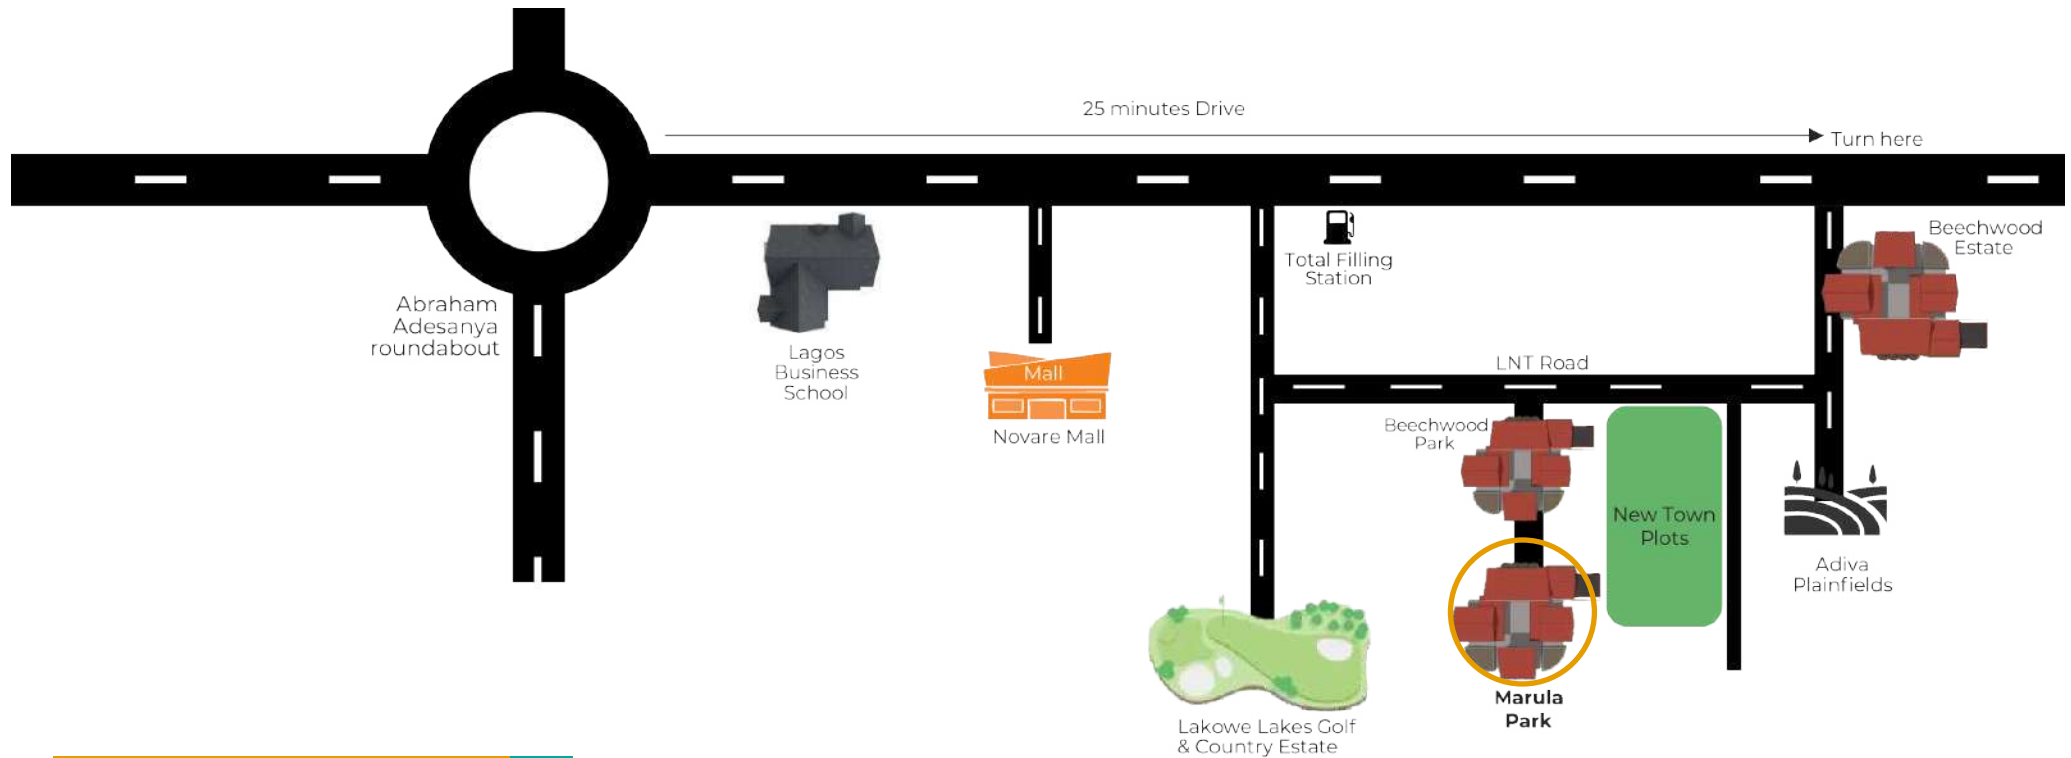 25 minutes Drive
Turn here
Beechwood
Estate
Total Filling
Station
Abraham
Adesanya
roundabout
Lagos
Business
School
Mall
Novare Mall
LNT Road
Beechwood
Park
New Town
Plots
Adiva
Plainfields
Marula
Park
Lakowe Lakes Golf
& Country Estate